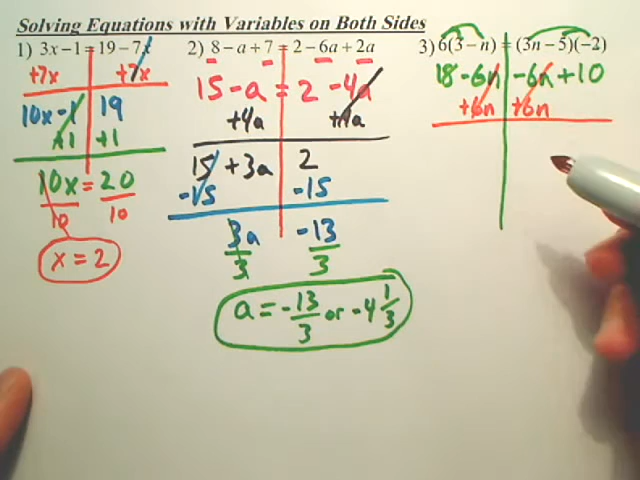 Solving Equations with Variables on Both Sides
1) 3x − 1 = 19 − 7x
+7x +7x
10x - 1 19
+1 +1
10x = 20
10 10
x = 2
2) 8 − a + 7 = 2 − 6a + 2a
15 - a = 2 - 4a
+4a +4a
15 + 3a 2
-15 -15
3a -13
3 3
a = -13/3 or -4 1/3
3) 6(3 − n) = (3n − 5)(−2)
18 - 6n -6n + 10
+6n +6n